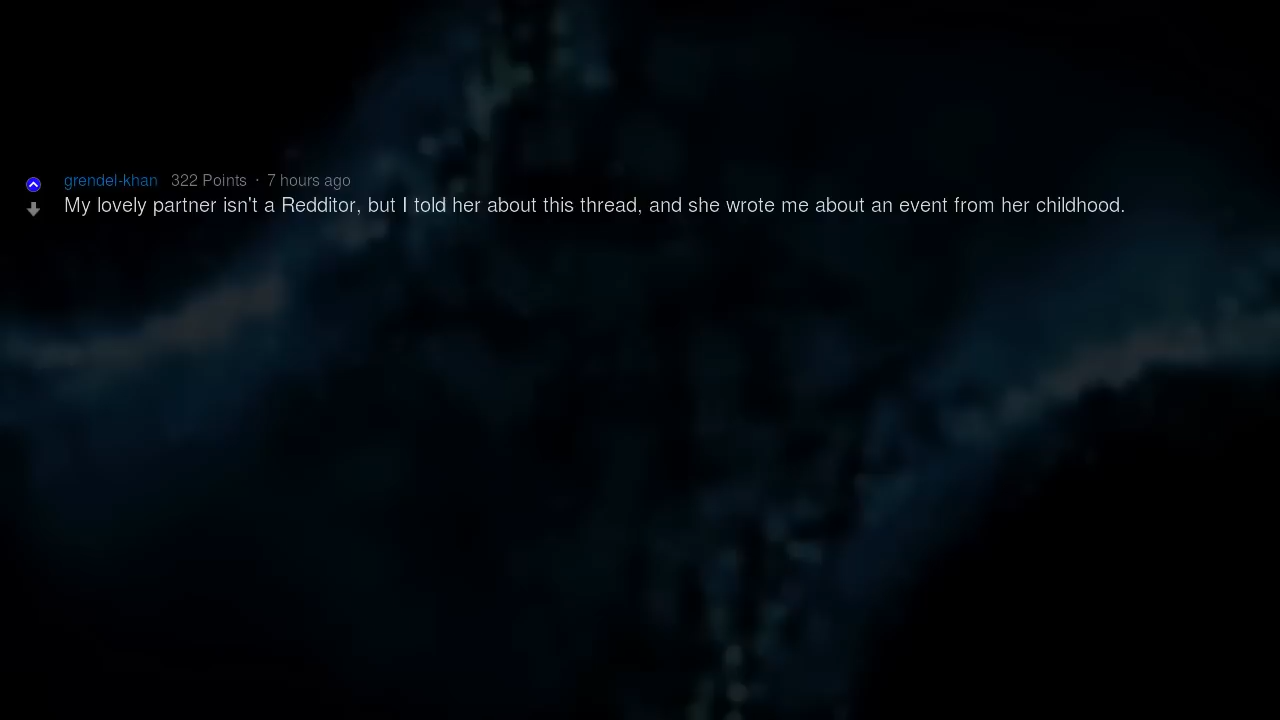 grendel-khan 322 Points · 7 hours ago
My lovely partner isn't a Redditor, but I told her about this thread, and she wrote me about an event from her childhood.